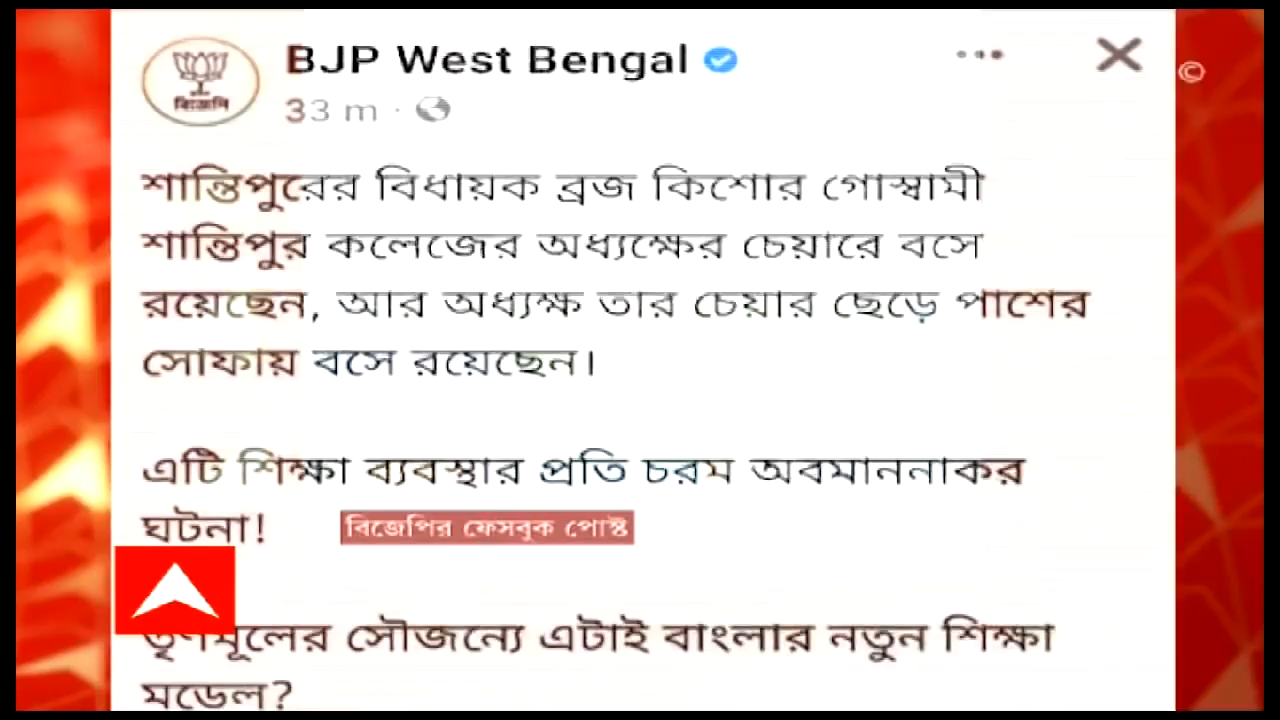 BJP West Bengal
বিজেপি
33 m ·
©
শান্তিপুরের বিধায়ক ব্রজ কিশোর গোস্বামী
শান্তিপুর কলেজের অধ্যক্ষের চেয়ারে বসে
রয়েছেন, আর অধ্যক্ষ তার চেয়ার ছেড়ে পাশের
সোফায় বসে রয়েছেন।
এটি শিক্ষা ব্যবস্থার প্রতি চরম অবমাননাকর
ঘটনা!
বিজেপির ফেসবুক পোস্ট
তৃণমূলের সৌজন্যে এটাই বাংলার নতুন শিক্ষা
মডেল?